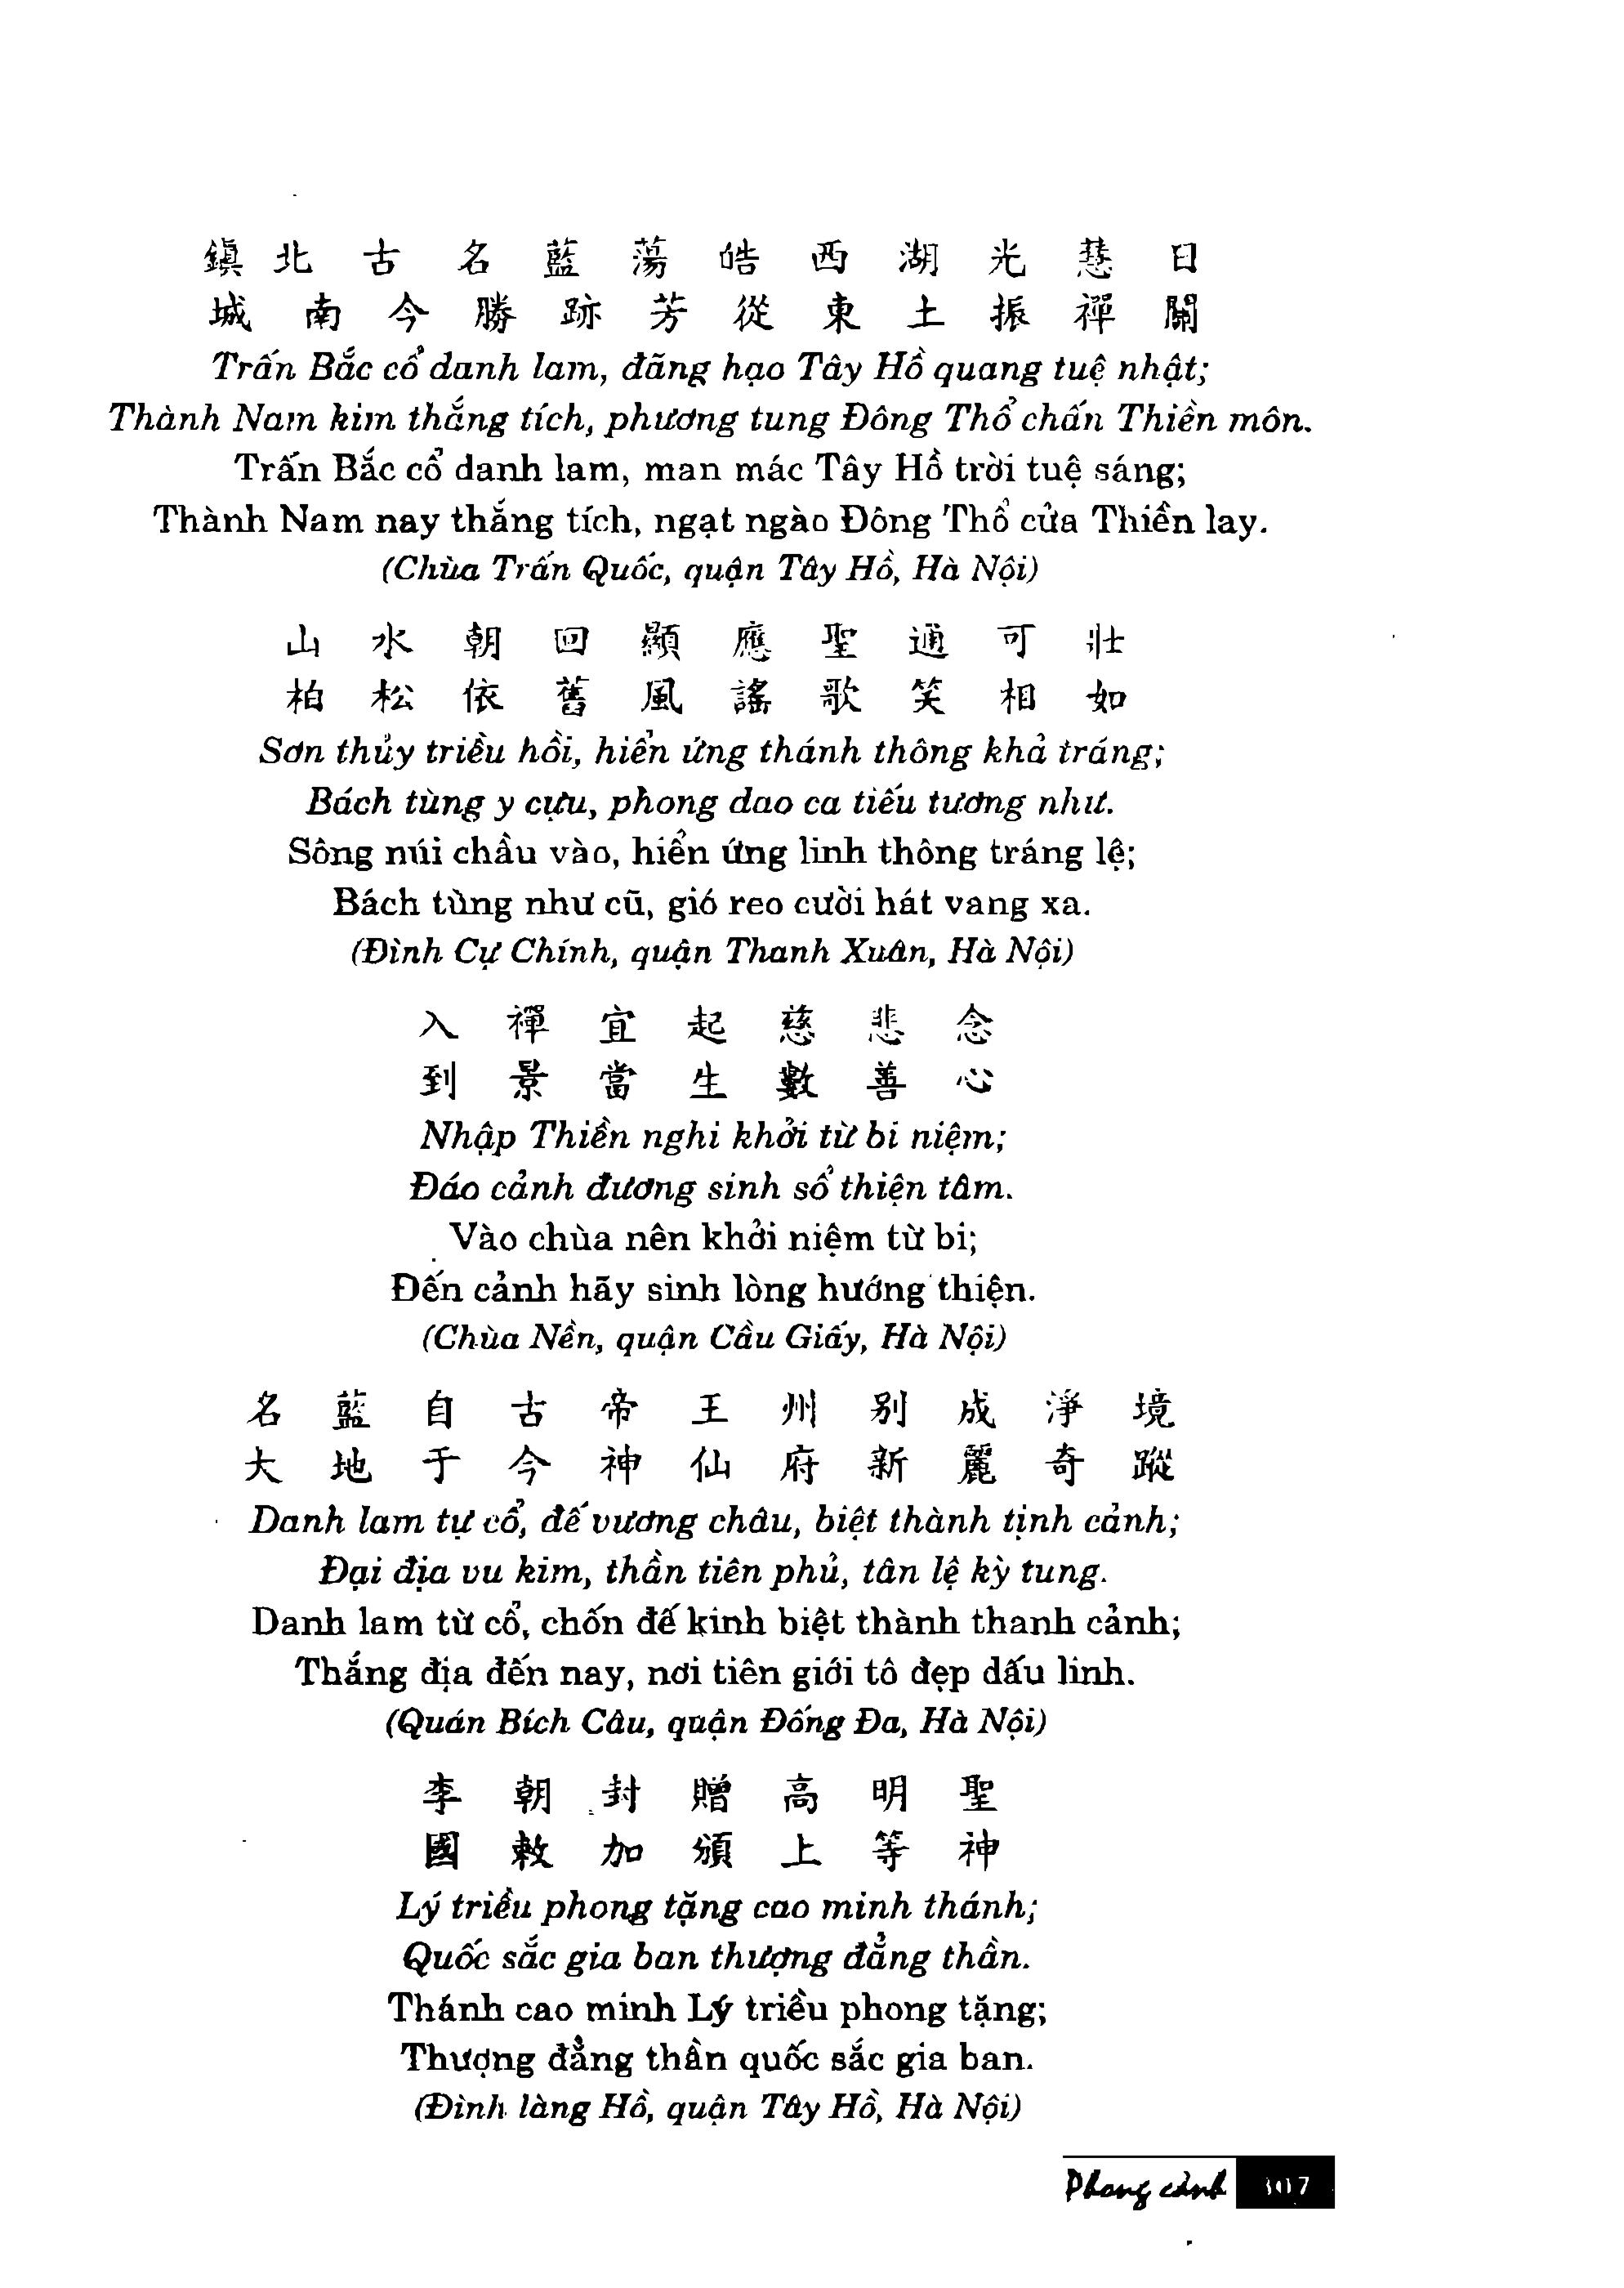 鎭北古名藍蕩皓西湖光慧日
城南今勝跡芳從東土振禪關
Trấn Bắc cổ danh lam, đãng hạo Tây Hồ quang tuệ nhật;
Thành Nam kim thắng tích, phương tung Đông Thổ chấn Thiền môn.
Trấn Bắc cổ danh lam, man mác Tây Hồ trời tuệ sáng;
Thành Nam nay thắng tích, ngạt ngào Đông Thổ cửa Thiền lay.
(Chùa Trấn Quốc, quận Tây Hồ, Hà Nội)
山水朝回顯應聖通可壯
柏松依舊風謠歌笑相如
Sơn thủy triều hồi, hiển ứng thánh thông khả tráng;
Bách tùng y cựu, phong dao ca tiếu tương như.
Sông núi chầu vào, hiển ứng linh thông tráng lệ;
Bách tùng như cũ, gió reo cười hát vang xa.
(Đình Cự Chính, quận Thanh Xuân, Hà Nội)
入禪宜起慈悲念
到景當生數善心
Nhập Thiền nghi khởi từ bi niệm;
Đáo cảnh đương sinh sổ thiện tâm.
Vào chùa nên khởi niệm từ bi;
Đến cảnh hãy sinh lòng hướng thiện.
(Chùa Nền, quận Cầu Giấy, Hà Nội)
名藍自古帝王州别成淨境
大地于今神仙府新麗奇蹤
Danh lam tự cổ, đế vương châu, biệt thành tịnh cảnh;
Đại địa vu kim, thần tiên phủ, tân lệ kỳ tung.
Danh lam từ cổ, chốn đế kinh biệt thành thanh cảnh;
Thắng địa đến nay, nơi tiên giới tô đẹp dấu linh.
(Quán Bích Câu, quận Đống Đa, Hà Nội)
李朝封贈高明聖
國敕加頒上等神
Lý triều phong tặng cao minh thánh;
Quốc sắc gia ban thượng đẳng thần.
Thánh cao minh Lý triều phong tặng;
Thượng đẳng thần quốc sắc gia ban.
(Đình làng Hồ, quận Tây Hồ, Hà Nội)
Phong cảnh 307